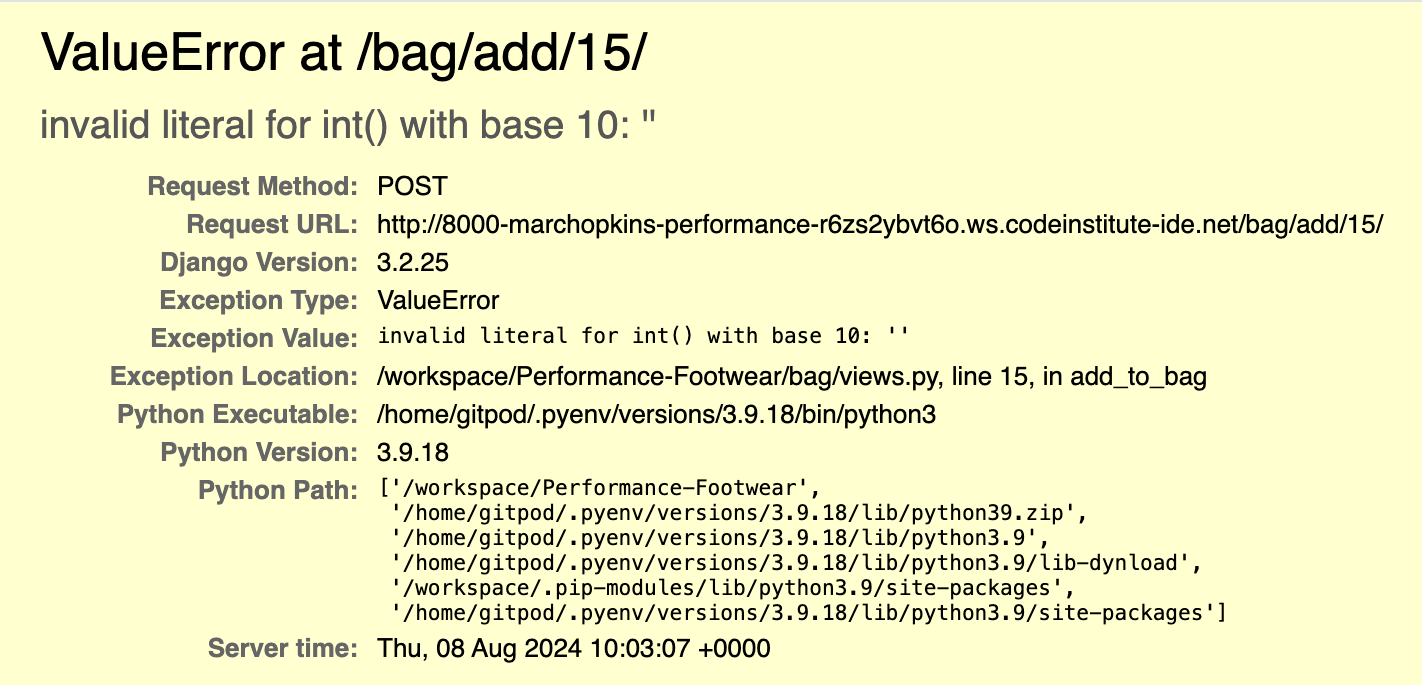 ValueError at /bag/add/15/
invalid literal for int() with base 10: ''
Request Method: POST
Request URL: http://8000-marchopkins-performance-r6zs2ybvt6o.ws.codeinstitute-ide.net/bag/add/15/
Django Version: 3.2.25
Exception Type: ValueError
Exception Value: invalid literal for int() with base 10: ''
Exception Location: /workspace/Performance-Footwear/bag/views.py, line 15, in add_to_bag
Python Executable: /home/gitpod/.pyenv/versions/3.9.18/bin/python3
Python Version: 3.9.18
Python Path: ['/workspace/Performance-Footwear',
'/home/gitpod/.pyenv/versions/3.9.18/lib/python39.zip',
'/home/gitpod/.pyenv/versions/3.9.18/lib/python3.9',
'/home/gitpod/.pyenv/versions/3.9.18/lib/python3.9/lib-dynload',
'/workspace/.pip-modules/lib/python3.9/site-packages',
'/home/gitpod/.pyenv/versions/3.9.18/lib/python3.9/site-packages']
Server time: Thu, 08 Aug 2024 10:03:07 +0000